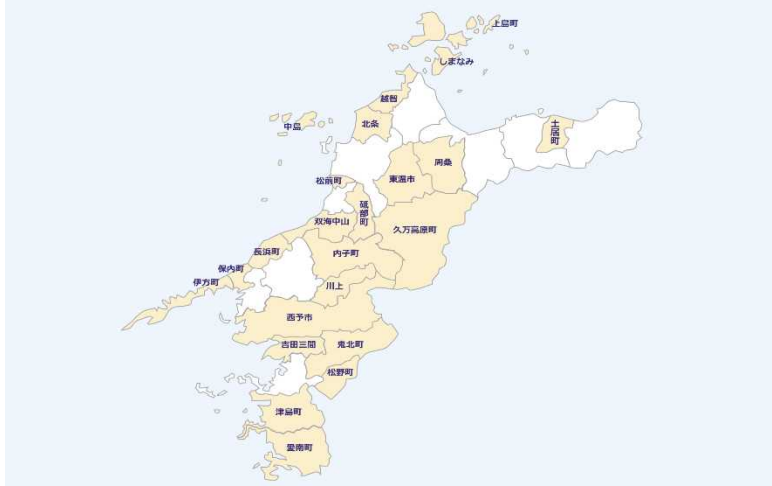 上島町
しまなみ
越智
中島
北条
土居町
周桑
東温市
松前町
砥部町
双海中山
久万高原町
長浜町
内子町
保内町
伊方町
川上
西予市
吉田三間
鬼北町
松野町
津島町
愛南町